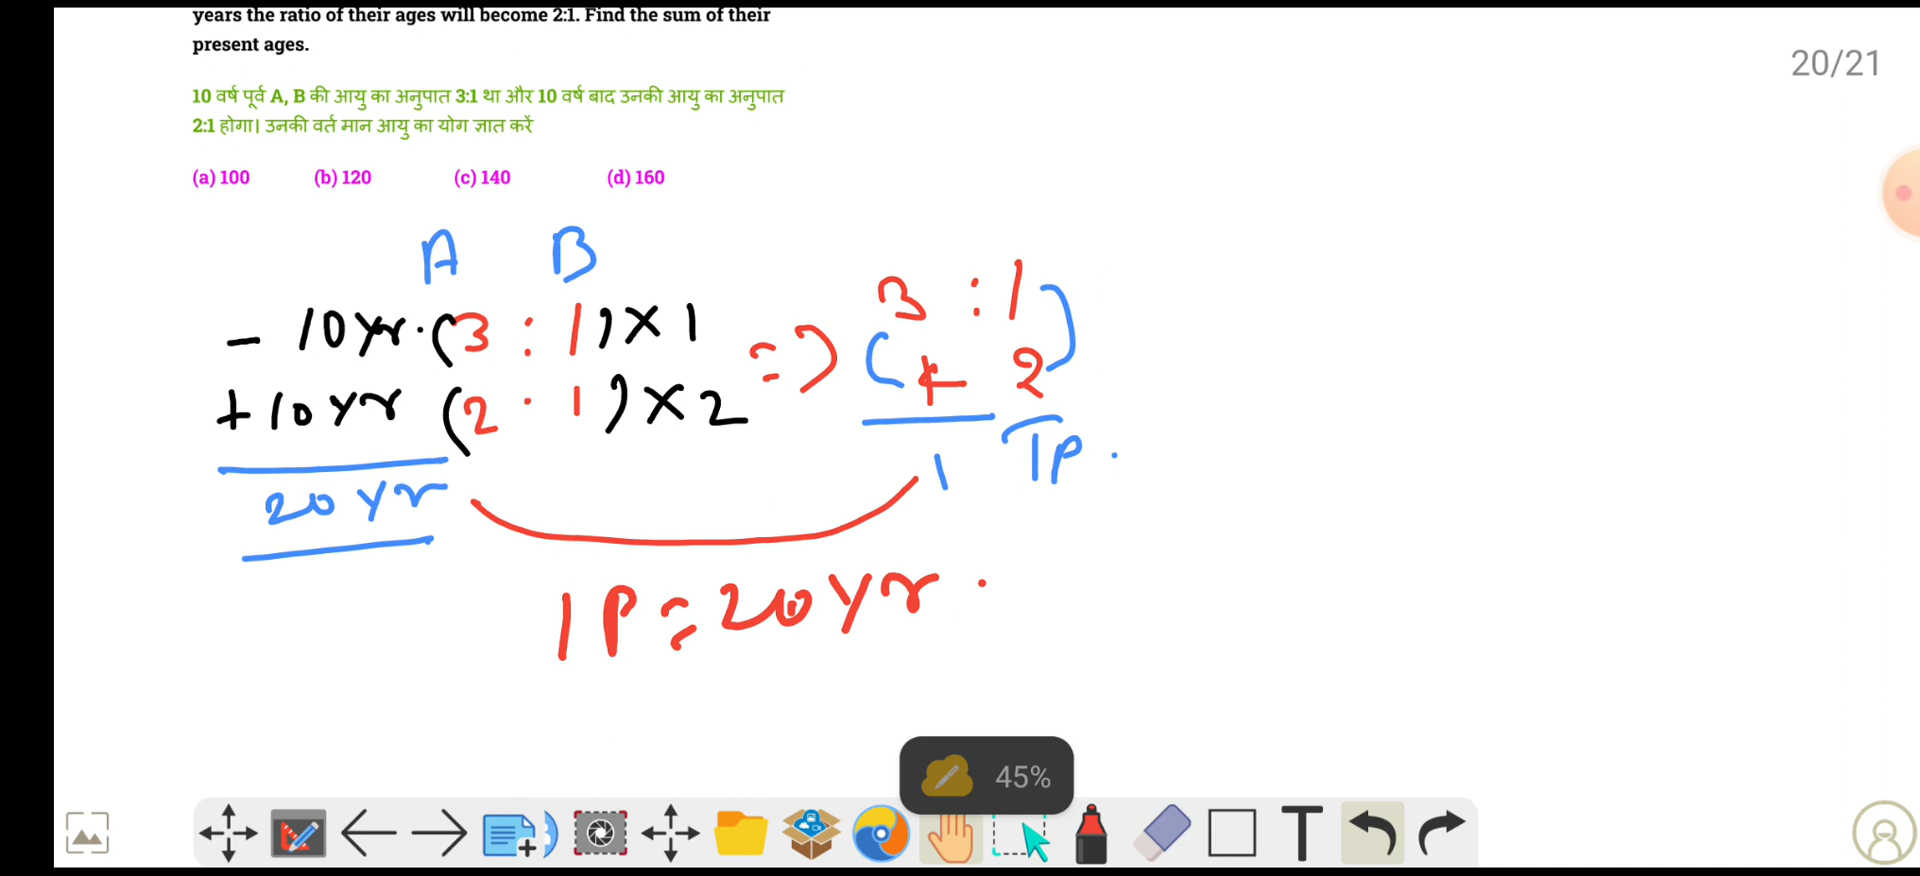 years the ratio of their ages will become 2:1. Find the sum of their
present ages.
20/21
10 वर्ष पूर्व A, B की आयु का अनुपात 3:1 था और 10 वर्ष बाद उनकी आयु का अनुपात
2:1 होगा। उनकी वर्त मान आयु का योग ज्ञात करें
(a) 100 (b) 120 (c) 140 (d) 160
A B
- 10yr. (3 : 1) × 1 => 3 : 1
+ 10yr (2 : 1) × 2 4 2
20 yr 1 1P.
1P = 20yr.
45%